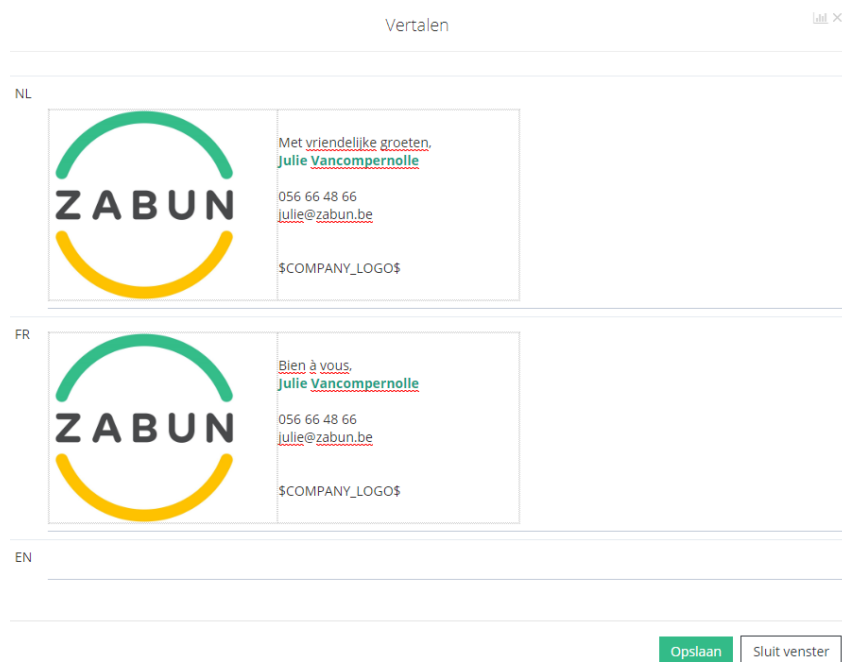 Vertalen
NL
ZABUN
Met vriendelijke groeten,
Julie Vancompernolle
056 66 48 66
julie@zabun.be
$COMPANY_LOGO$
FR
ZABUN
Bien à vous,
Julie Vancompernolle
056 66 48 66
julie@zabun.be
$COMPANY_LOGO$
EN
Opslaan
Sluit venster